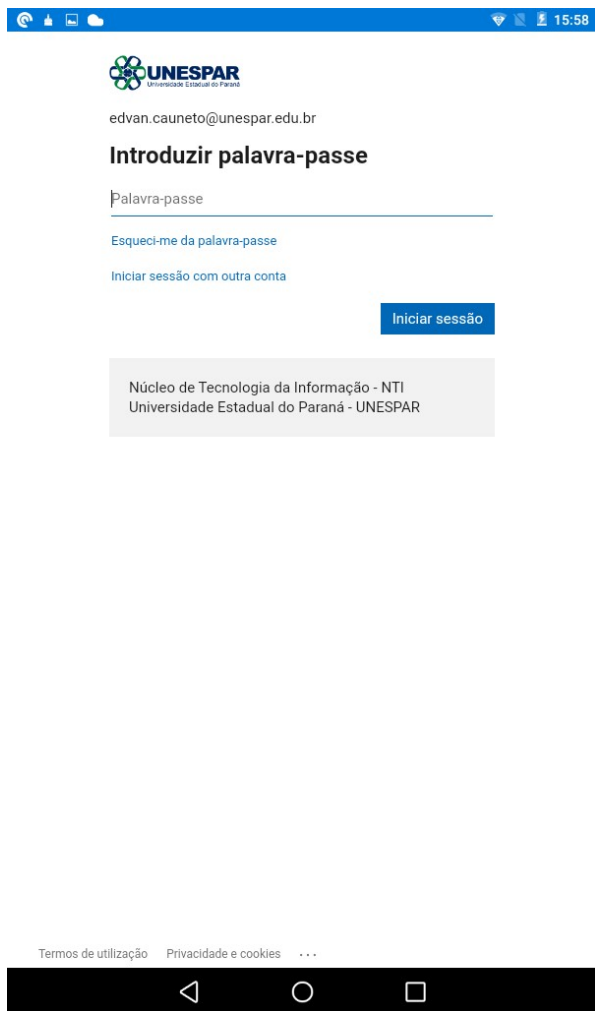 15:58
UNESPAR
Universidade Estadual do Paraná
edvan.cauneto@unespar.edu.br
Introduzir palavra-passe
Palavra-passe
Esqueci-me da palavra-passe
Iniciar sessão com outra conta
Iniciar sessão
Núcleo de Tecnologia da Informação - NTI
Universidade Estadual do Paraná - UNESPAR
Termos de utilização Privacidade e cookies ...